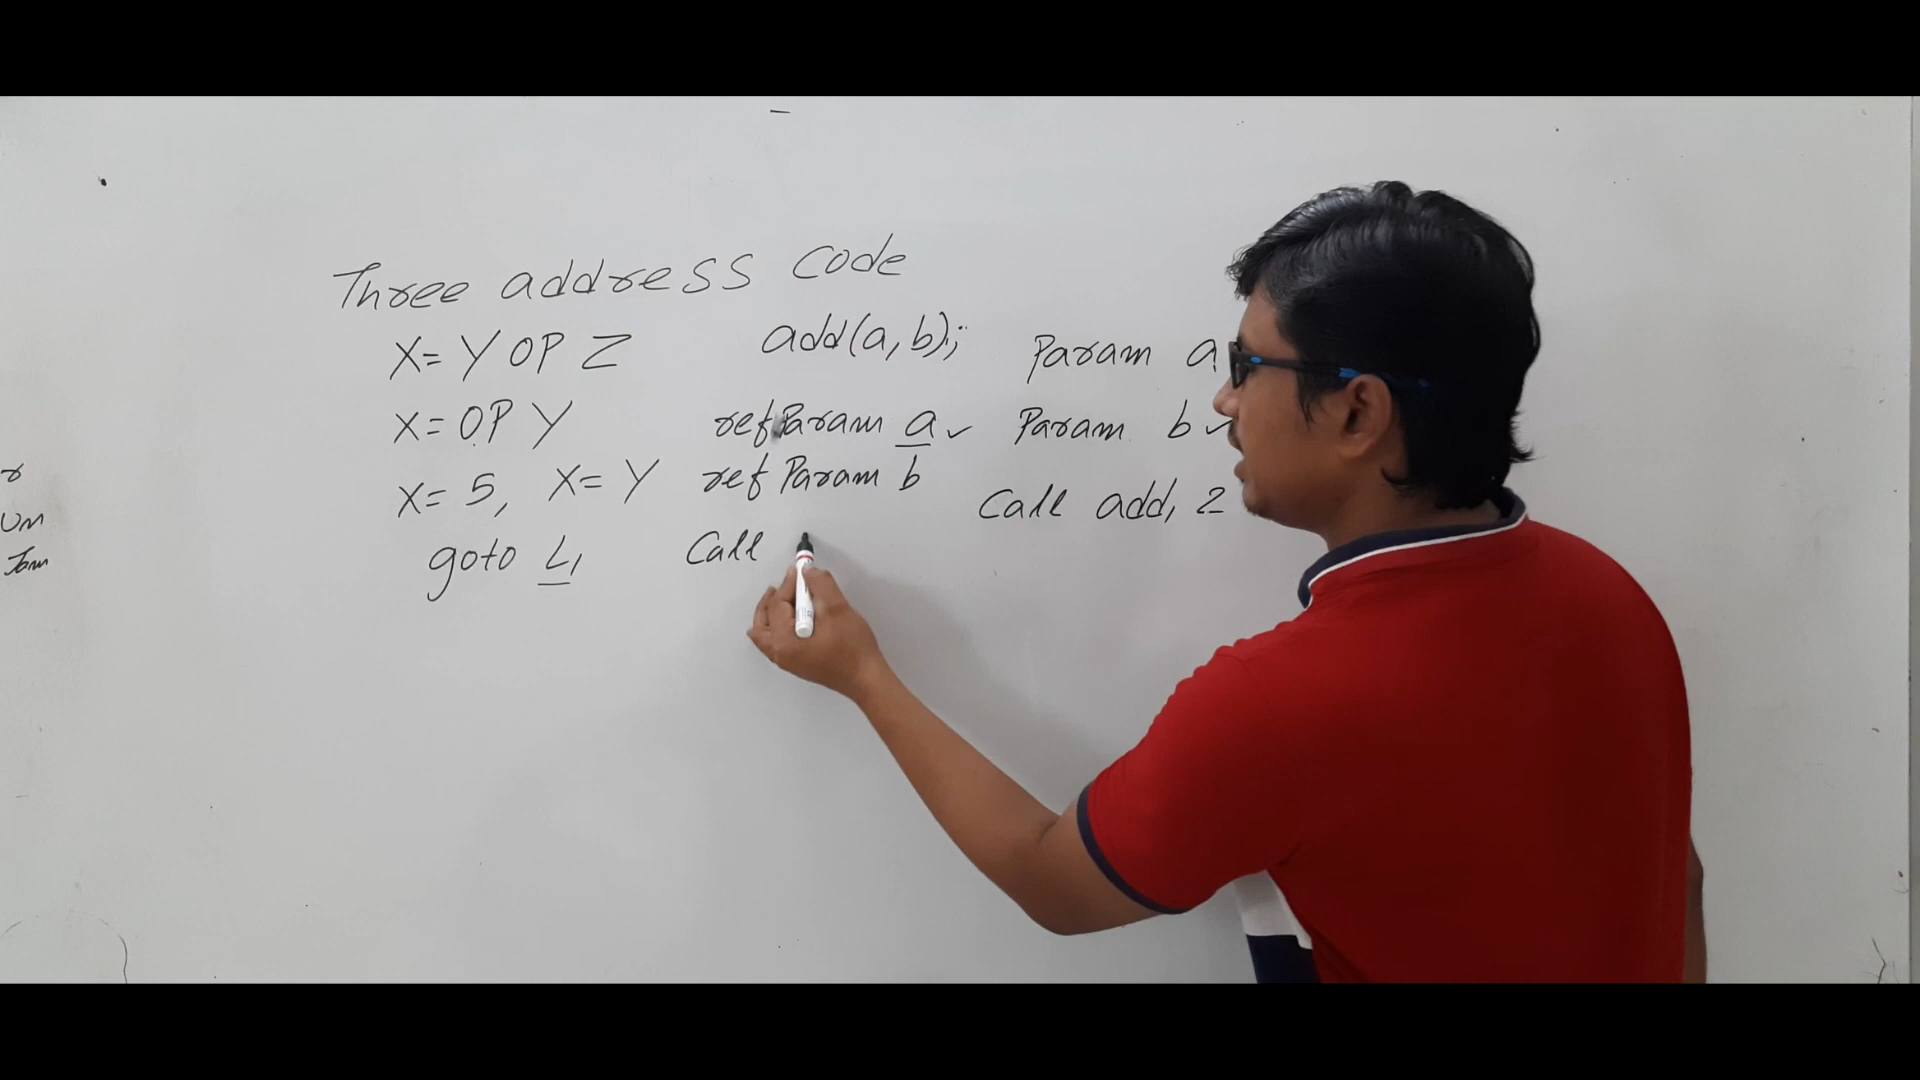 Three address code
X= Y OP Z
X= OP Y
X= 5, X= Y
goto L1
add(a, b);
ref Param a ✓
ref Param b
Call
Param a
Param b ✓
Call add, 2